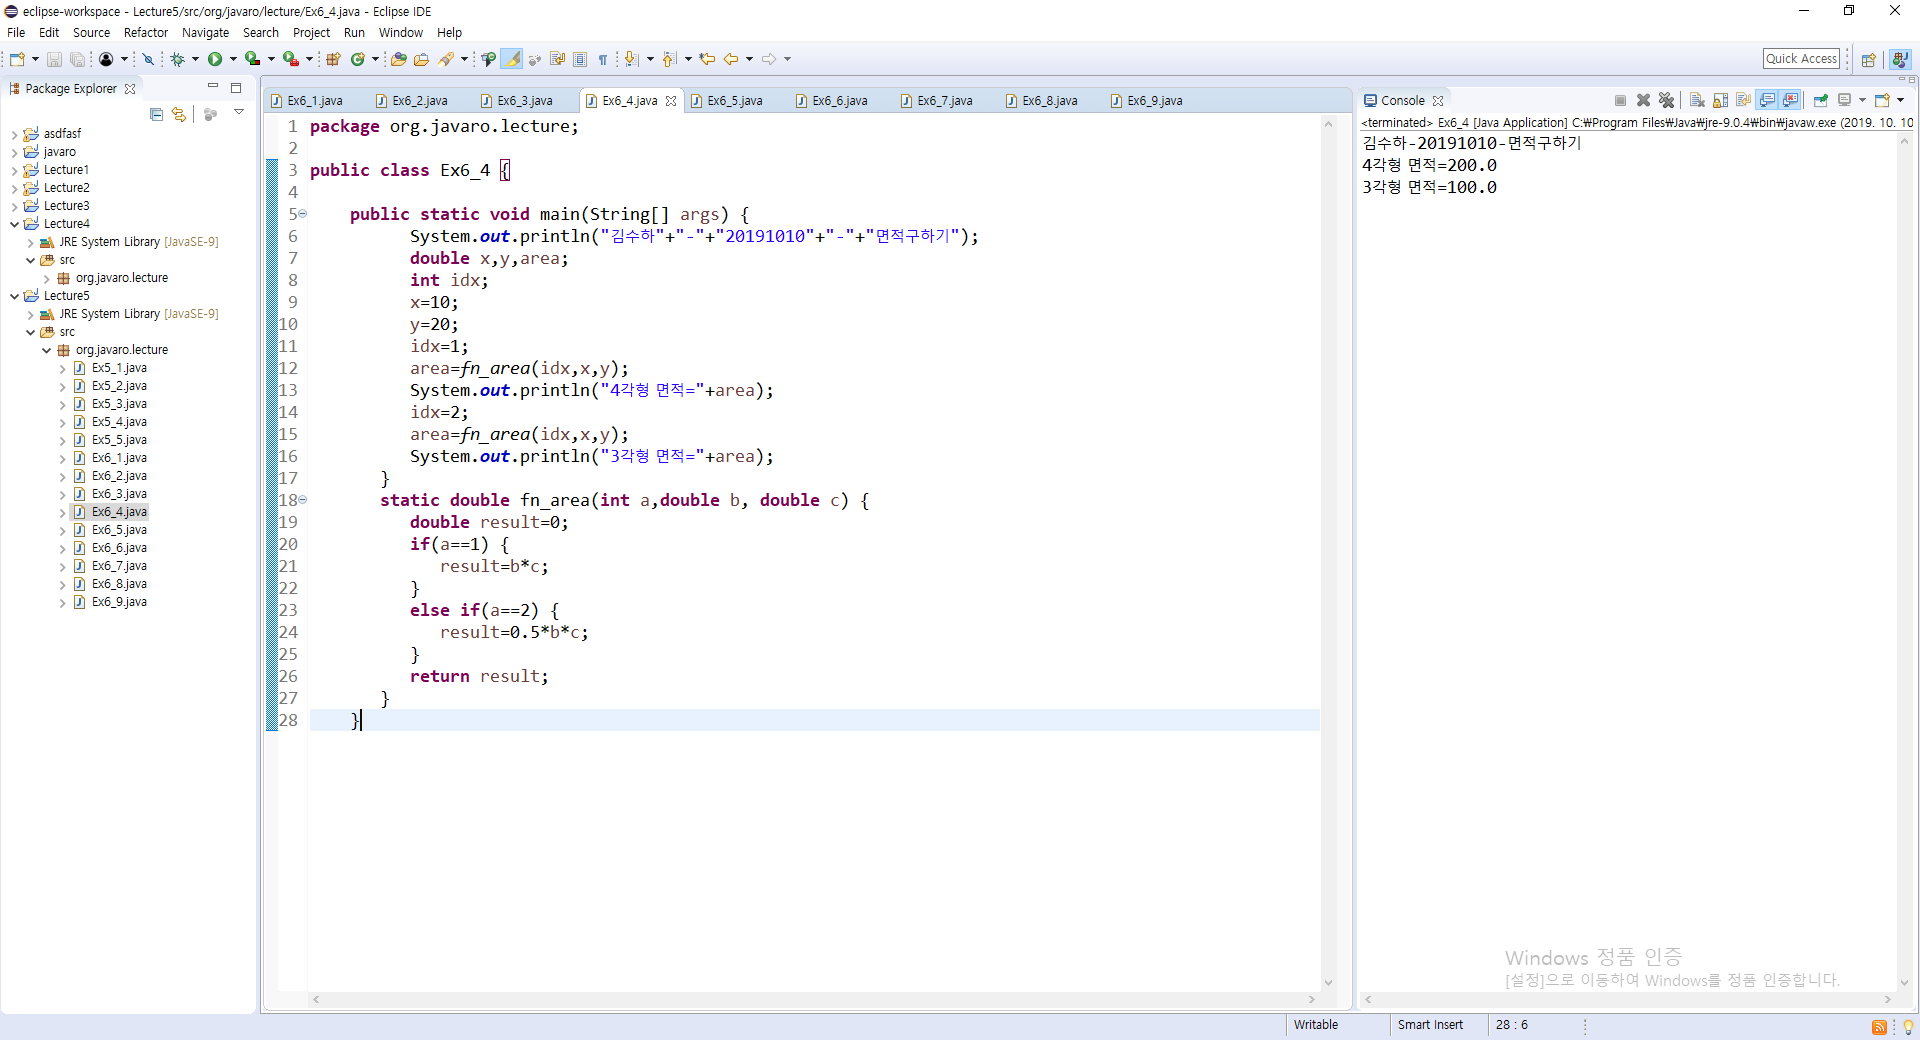 eclipse-workspace - Lecture5/src/org/javaro/lecture/Ex6_4.java - Eclipse IDE
File Edit Source Refactor Navigate Search Project Run Window Help
Quick Access
Package Explorer
asdfasf
javaro
Lecture1
Lecture2
Lecture3
Lecture4
JRE System Library [JavaSE-9]
src
org.javaro.lecture
Lecture5
JRE System Library [JavaSE-9]
src
org.javaro.lecture
Ex5_1.java
Ex5_2.java
Ex5_3.java
Ex5_4.java
Ex5_5.java
Ex6_1.java
Ex6_2.java
Ex6_3.java
Ex6_4.java
Ex6_5.java
Ex6_6.java
Ex6_7.java
Ex6_8.java
Ex6_9.java
Ex6_1.java Ex6_2.java Ex6_3.java Ex6_4.java Ex6_5.java Ex6_6.java Ex6_7.java Ex6_8.java Ex6_9.java
1 package org.javaro.lecture;
2
3 public class Ex6_4 {
4
5 public static void main(String[] args) {
6 System.out.println("김수하"+"-"+"20191010"+"-"+"면적구하기");
7 double x,y,area;
8 int idx;
9 x=10;
10 y=20;
11 idx=1;
12 area=fn_area(idx,x,y);
13 System.out.println("4각형 면적="+area);
14 idx=2;
15 area=fn_area(idx,x,y);
16 System.out.println("3각형 면적="+area);
17 }
18 static double fn_area(int a,double b, double c) {
19 double result=0;
20 if(a==1) {
21 result=b*c;
22 }
23 else if(a==2) {
24 result=0.5*b*c;
25 }
26 return result;
27 }
28 }
Console
<terminated> Ex6_4 [Java Application] C:₩Program Files₩Java₩jre-9.0.4₩bin₩javaw.exe (2019. 10. 10
김수하-20191010-면적구하기
4각형 면적=200.0
3각형 면적=100.0
Windows 정품 인증
[설정]으로 이동하여 Windows를 정품 인증합니다.
Writable Smart Insert 28 : 6